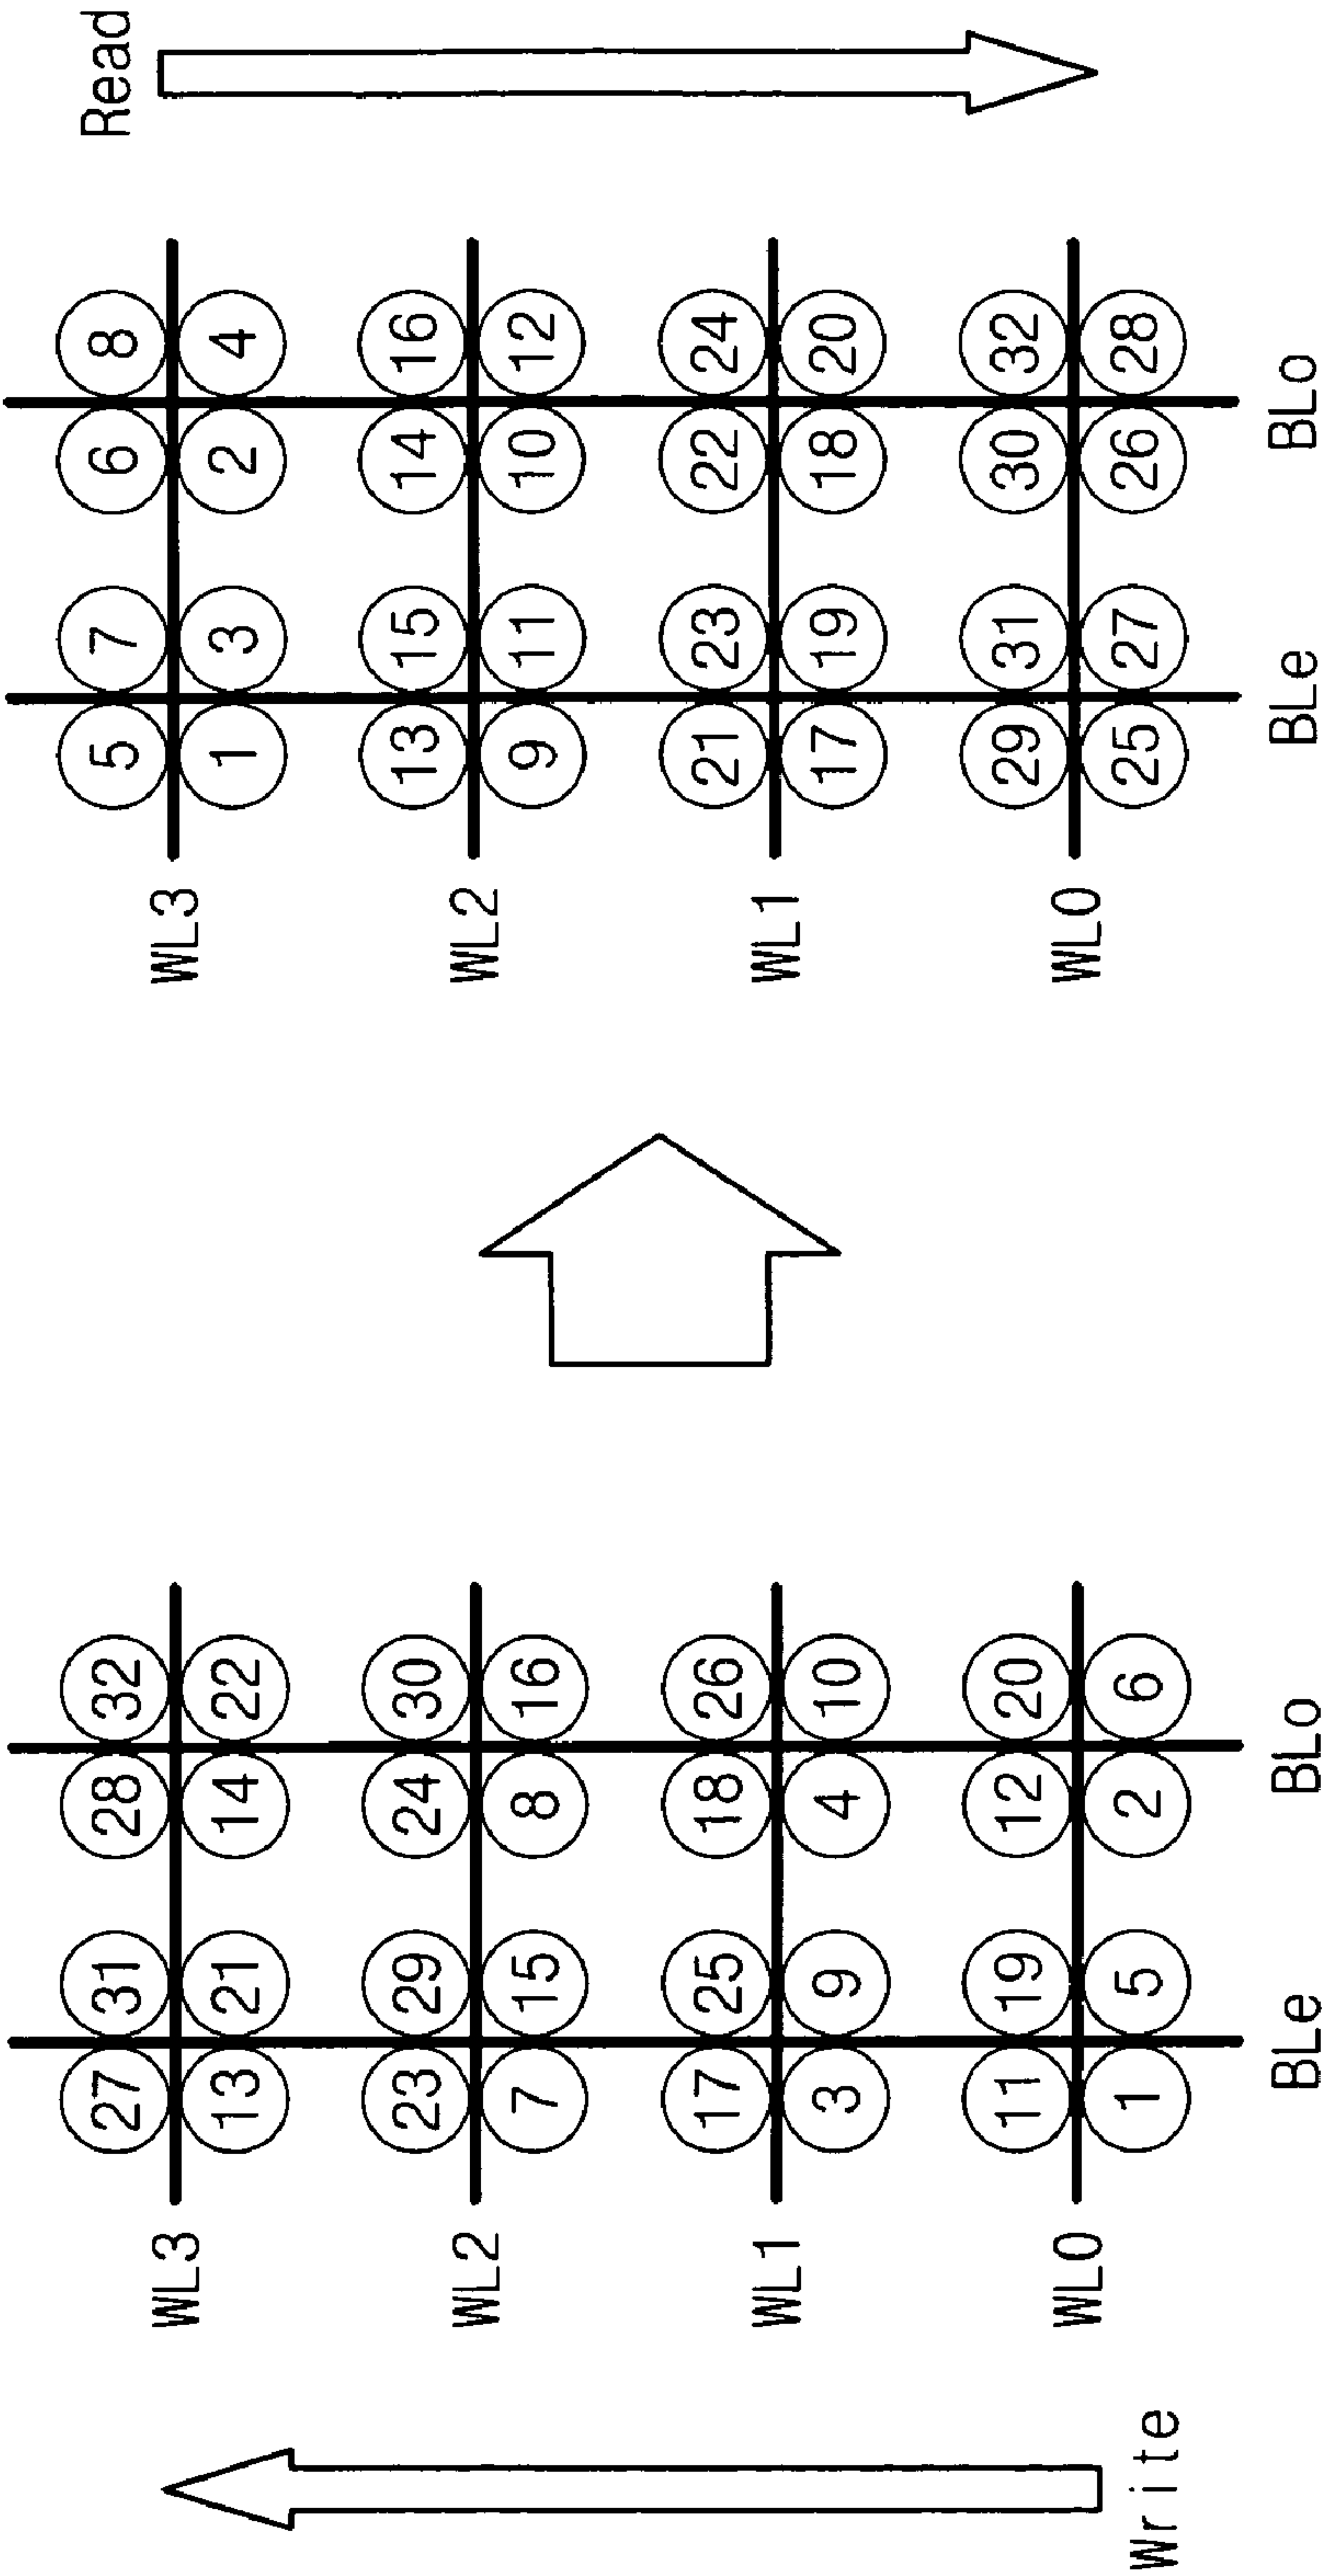 27 31 28 32 5 7 6 8 Read
WL3 WL3
13 21 14 22 1 3 2 4
23 29 24 30 13 15 14 16
WL2 WL2
7 15 8 16 9 11 10 12
17 25 18 26 21 23 22 24
WL1 WL1
3 9 4 10 17 19 18 20
11 19 12 20 29 31 30 32
WL0 WL0
1 5 2 6 25 27 26 28
Write
BLe BLo BLe BLo